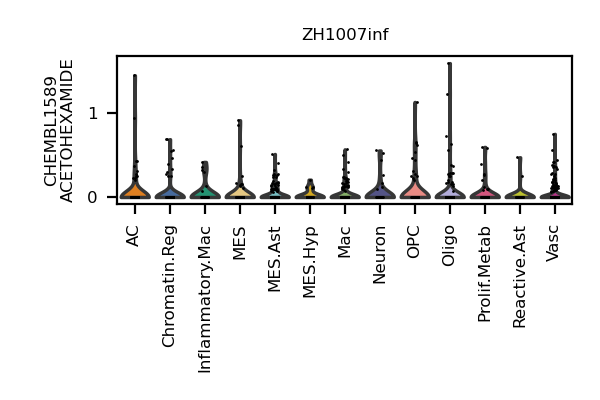 ZH1007inf
CHEMBL1589
ACETOHEXAMIDE
1
0
AC
Chromatin.Reg
Inflammatory.Mac
MES
MES.Ast
MES.Hyp
Mac
Neuron
OPC
Oligo
Prolif.Metab
Reactive.Ast
Vasc